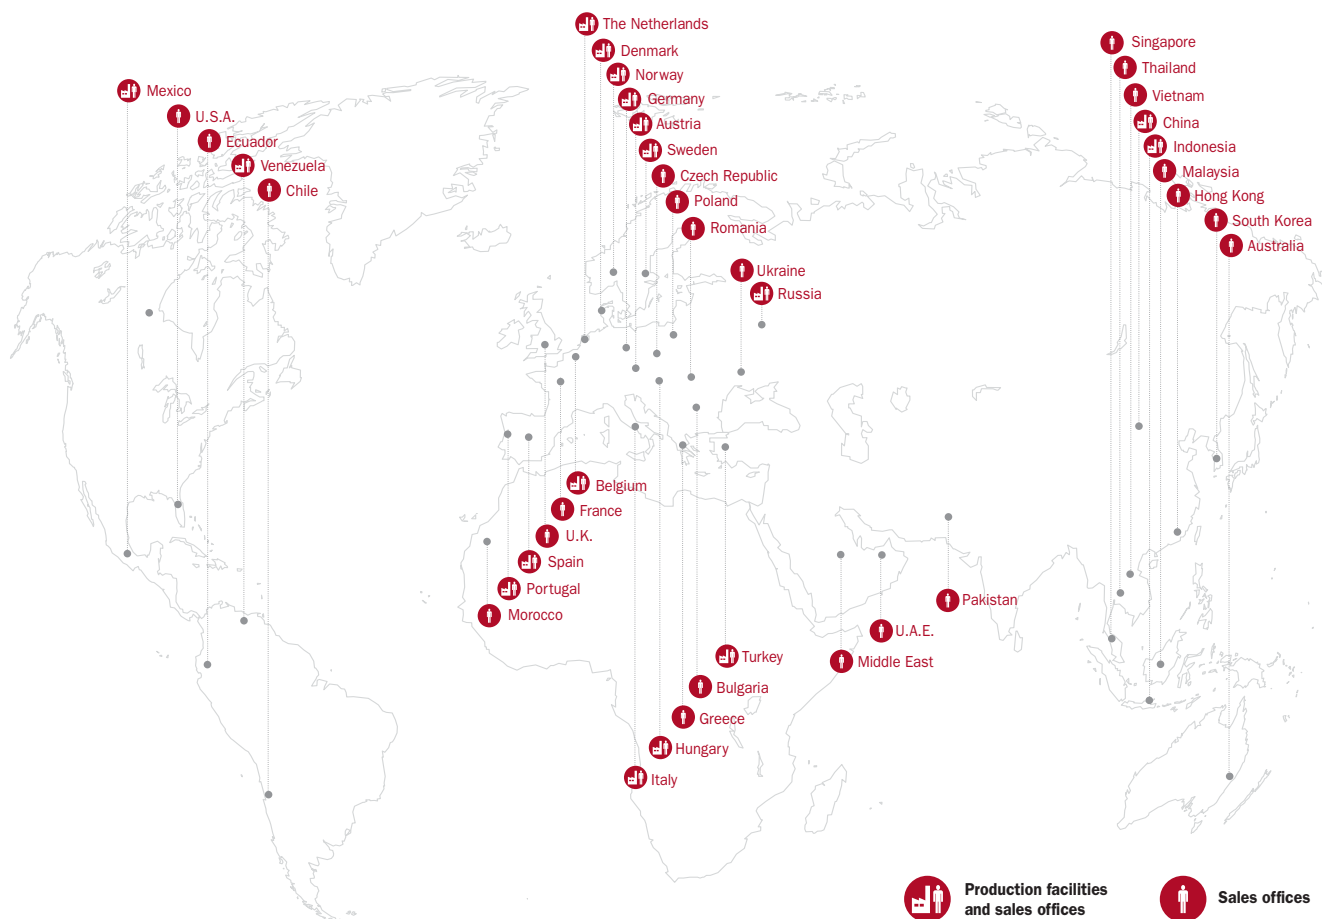 Mexico
U.S.A.
Ecuador
Venezuela
Chile
The Netherlands
Denmark
Norway
Germany
Austria
Sweden
Czech Republic
Poland
Romania
Ukraine
Russia
Singapore
Thailand
Vietnam
China
Indonesia
Malaysia
Hong Kong
South Korea
Australia
Belgium
France
U.K.
Spain
Portugal
Morocco
Pakistan
U.A.E.
Middle East
Turkey
Bulgaria
Greece
Hungary
Italy
Production facilities
and sales offices
Sales offices